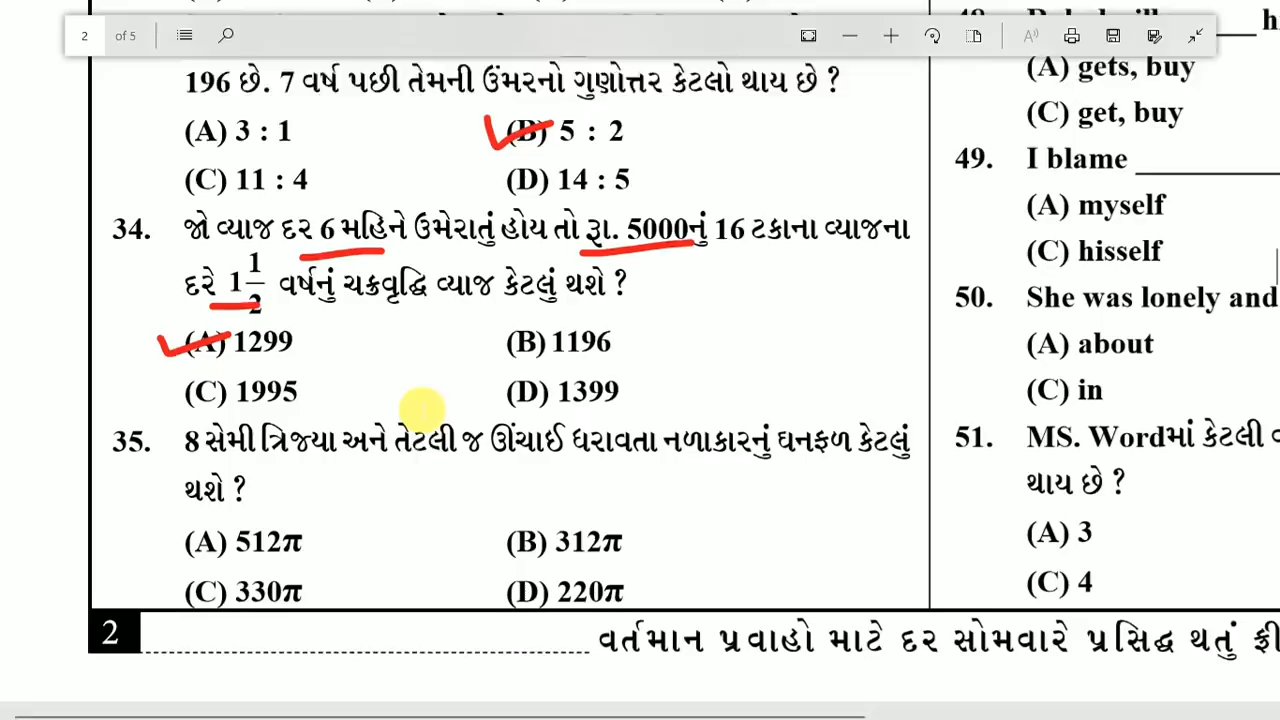 2 of 5
196 છે. 7 વર્ષ પછી તેમની ઉંમરનો ગુણોત્તર કેટલો થાય છે ?
(A) 3 : 1 (B) 5 : 2
(C) 11 : 4 (D) 14 : 5
34. જો વ્યાજ દર 6 મહિને ઉમેરાતું હોય તો રૂા. 5000નું 16 ટકાના વ્યાજના
દરે 1 1/2 વર્ષનું ચક્રવૃદ્ધિ વ્યાજ કેટલું થશે ?
(A) 1299 (B) 1196
(C) 1995 (D) 1399
35. 8 સેમી ત્રિજ્યા અને તેટલી જ ઊંચાઈ ધરાવતા નળાકારનું ઘનફળ કેટલું
થશે ?
(A) 512π (B) 312π
(C) 330π (D) 220π
(A) gets, buy
(C) get, buy
49. I blame
(A) myself
(C) hisself
50. She was lonely and
(A) about
(C) in
51. MS. Wordમાં કેટલી
થાય છે ?
(A) 3
(C) 4
2 વર્તમાન પ્રવાહો માટે દર સોમવારે પ્રસિદ્ધ થતું ફ્રી